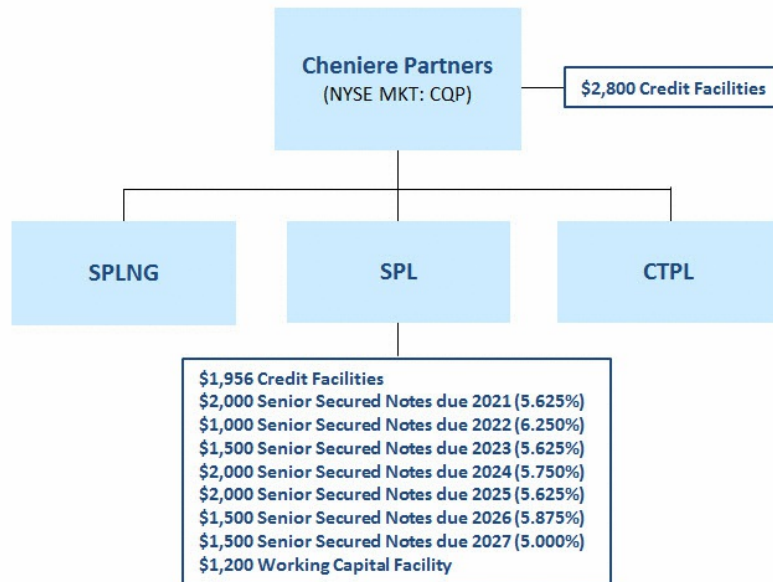 Cheniere Partners
(NYSE MKT: CQP)
$2,800 Credit Facilities
SPLNG
SPL
CTPL
$1,956 Credit Facilities
$2,000 Senior Secured Notes due 2021 (5.625%)
$1,000 Senior Secured Notes due 2022 (6.250%)
$1,500 Senior Secured Notes due 2023 (5.625%)
$2,000 Senior Secured Notes due 2024 (5.750%)
$2,000 Senior Secured Notes due 2025 (5.625%)
$1,500 Senior Secured Notes due 2026 (5.875%)
$1,500 Senior Secured Notes due 2027 (5.000%)
$1,200 Working Capital Facility